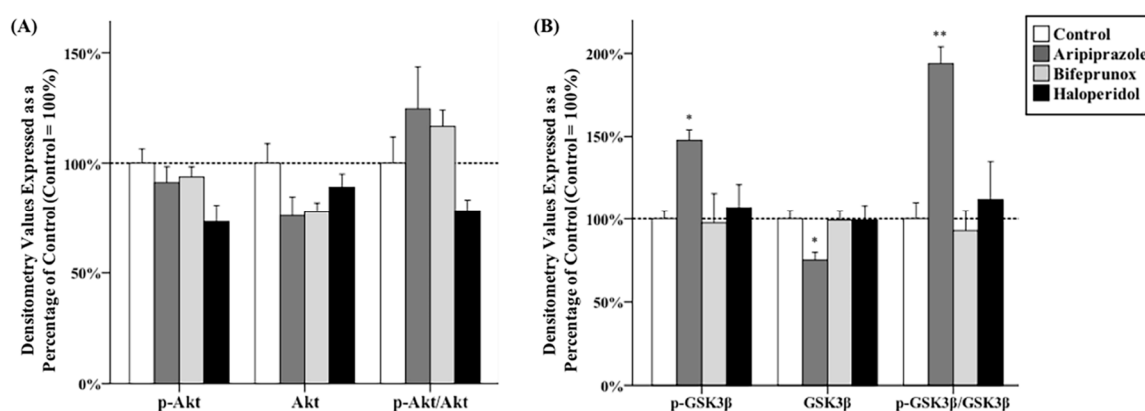 (A)
Densitometry Values Expressed as a
Percentage of Control (Control = 100%)
150%
100%
50%
0%
p-Akt Akt p-Akt/Akt
(B)
Densitometry Values Expressed as a
Percentage of Control (Control = 100%)
200%
150%
100%
50%
0%
* * **
p-GSK3β GSK3β p-GSK3β/GSK3β
Control
Aripiprazole
Bifeprunox
Haloperidol